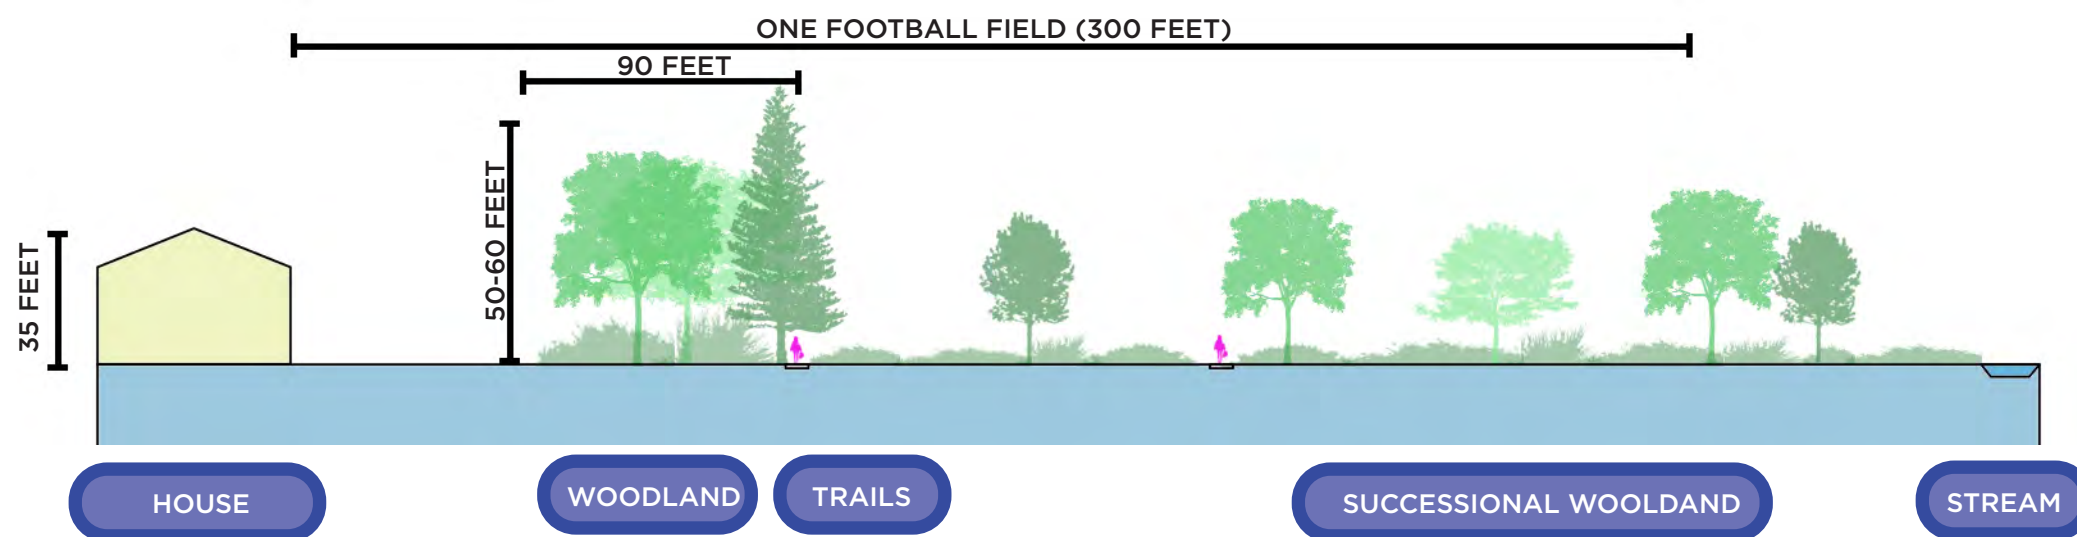 ONE FOOTBALL FIELD (300 FEET)
90 FEET
50-60 FEET
35 FEET
HOUSE
WOODLAND
TRAILS
SUCCESSIONAL WOOLDAND
STREAM